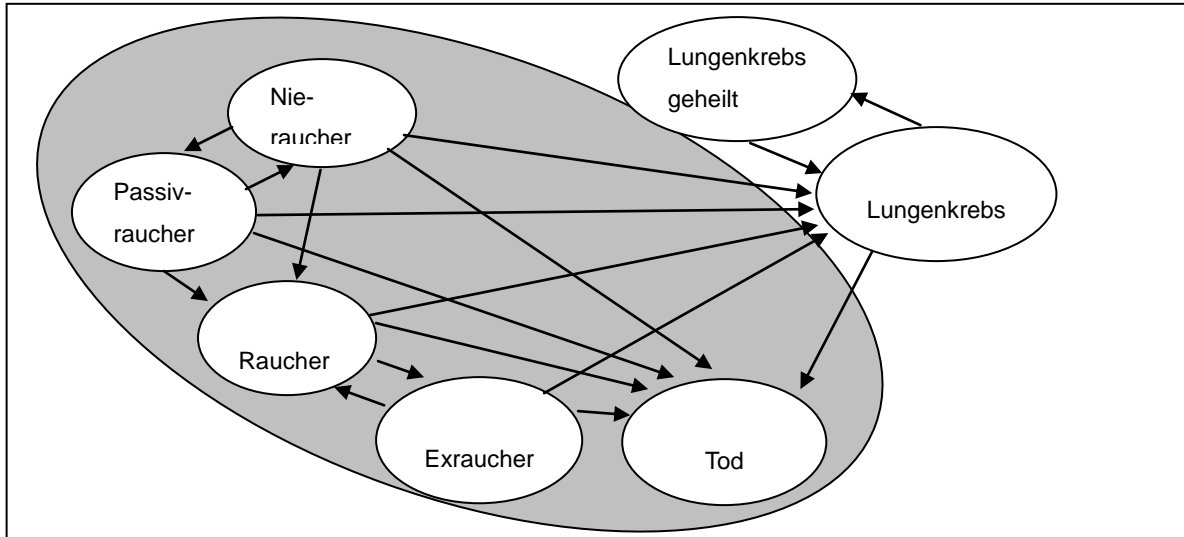 Lungenkrebs
geheilt
Nie-
raucher
Passiv-
raucher
Lungenkrebs
Raucher
Exraucher
Tod